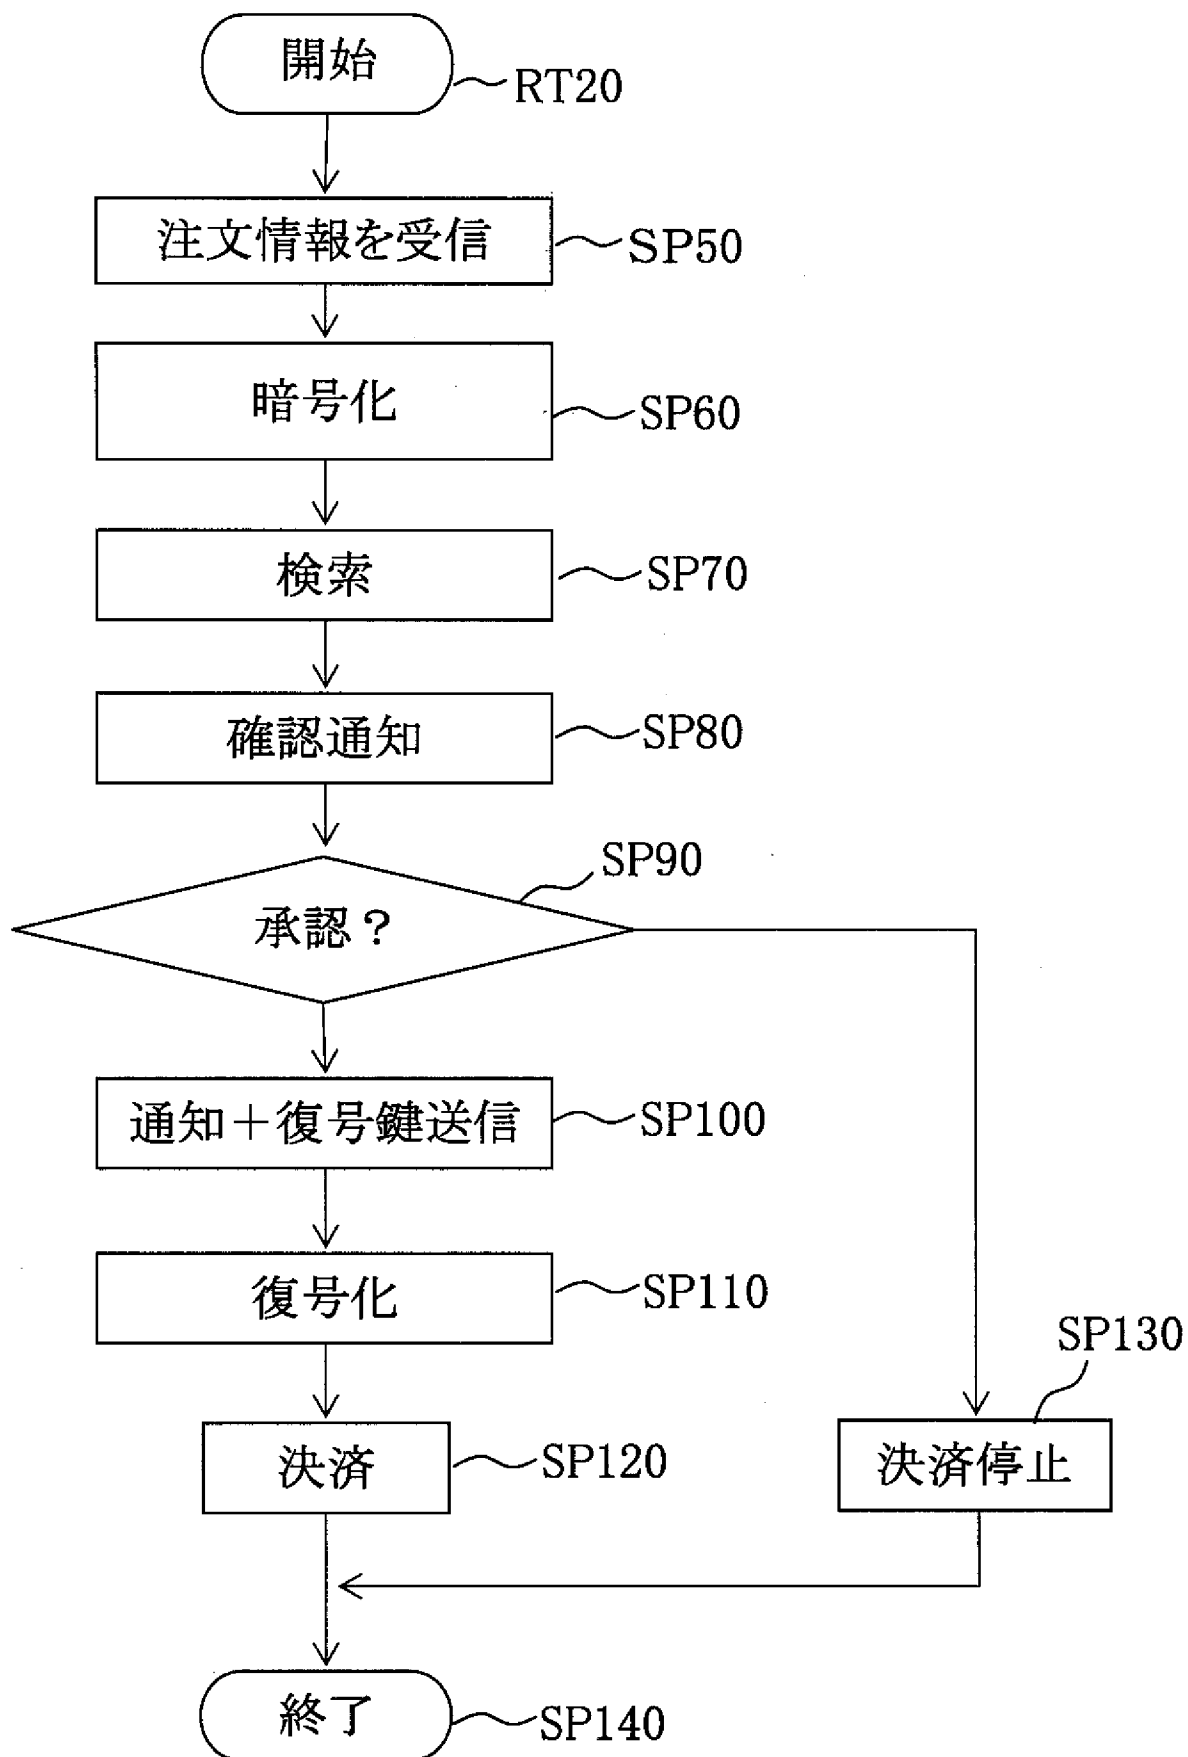 開始
RT20
注文情報を受信
SP50
暗号化
SP60
検索
SP70
確認通知
SP80
SP90
承認？
通知＋復号鍵送信
SP100
復号化
SP110
SP130
決済
SP120
決済停止
終了
SP140